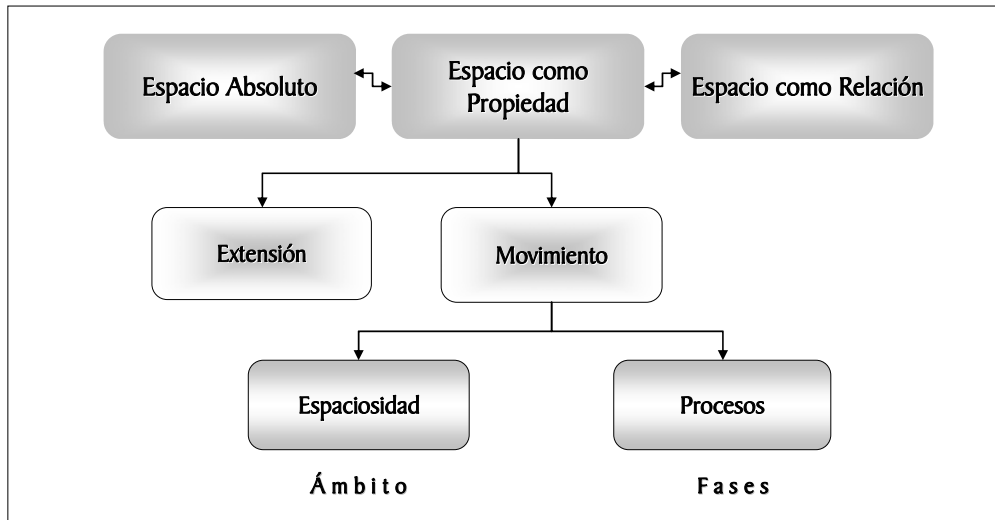 Espacio Absoluto
Espacio como
Propiedad
Espacio como Relación
Extensión
Movimiento
Espaciosidad
Procesos
Ámbito
Fases